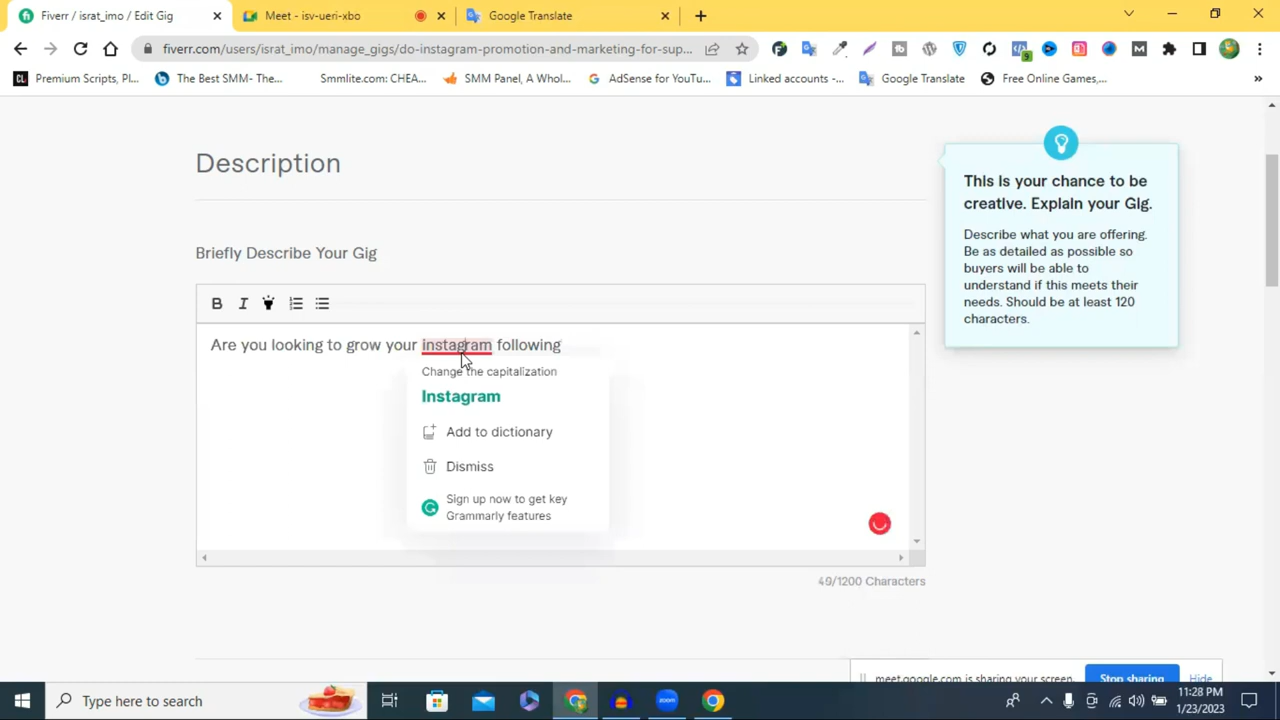 Fiverr / israt_imo / Edit Gig
Meet - isv-ueri-xbo
Google Translate
fiverr.com/users/israt_imo/manage_gigs/do-instagram-promotion-and-marketing-for-sup...
9
CL Premium Scripts, Pl...
The Best SMM- The...
Smmlite.com: CHEA...
SMM Panel, A Whol...
AdSense for YouTu...
Linked accounts -...
Google Translate
Free Online Games,...
Description
This is your chance to be
creative. Explain your Gig.
Describe what you are offering.
Be as detailed as possible so
buyers will be able to
understand if this meets their
needs. Should be at least 120
characters.
Briefly Describe Your Gig
B I
Are you looking to grow your instagram following
Change the capitalization
Instagram
Add to dictionary
Dismiss
Sign up now to get key
Grammarly features
49/1200 Characters
meet.google.com is sharing your screen.
Stop sharing
Hide
Type here to search
zoom
11:28 PM
1/23/2023